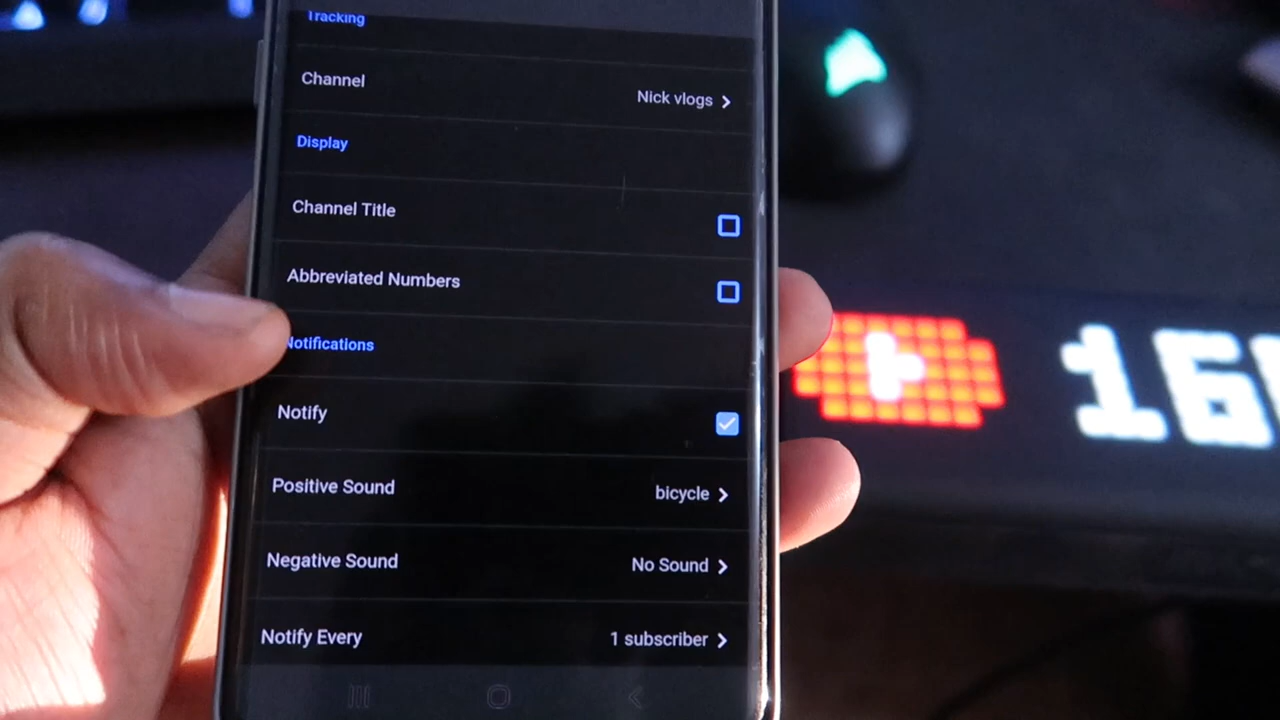 Tracking
Channel
Nick vlogs
Display
Channel Title
Abbreviated Numbers
Notifications
Notify
Positive Sound
bicycle
Negative Sound
No Sound
Notify Every
1 subscriber